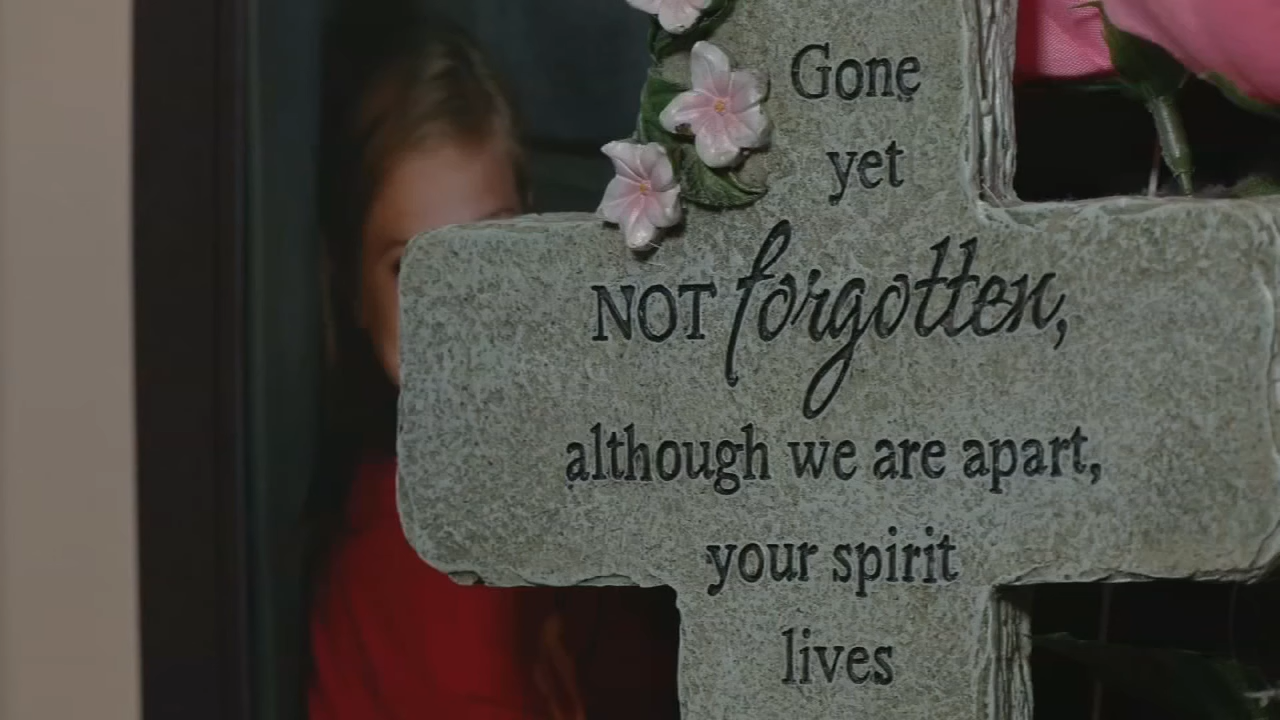 Gone
yet
NOT forgotten,
although we are apart,
your spirit
lives